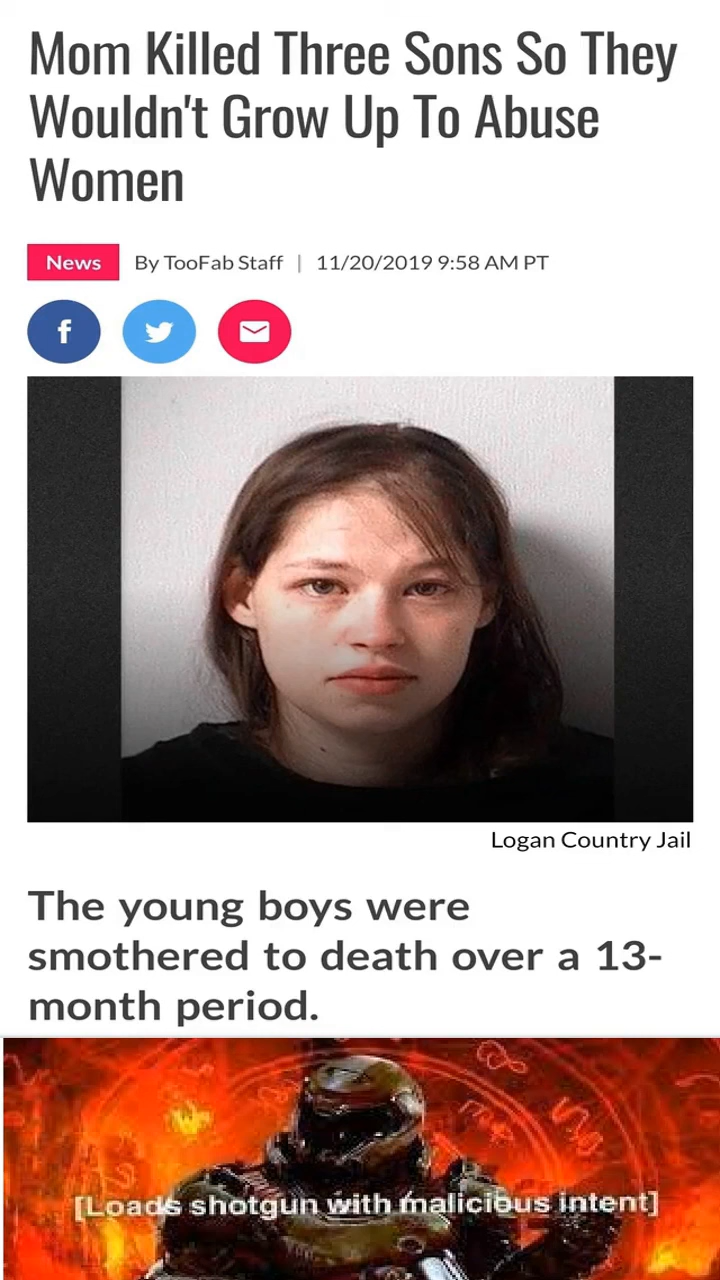 Mom Killed Three Sons So They
Wouldn't Grow Up To Abuse
Women
News By TooFab Staff | 11/20/2019 9:58 AM PT
f
Logan Country Jail
The young boys were
smothered to death over a 13-
month period.
[Loads shotgun with malicious intent]